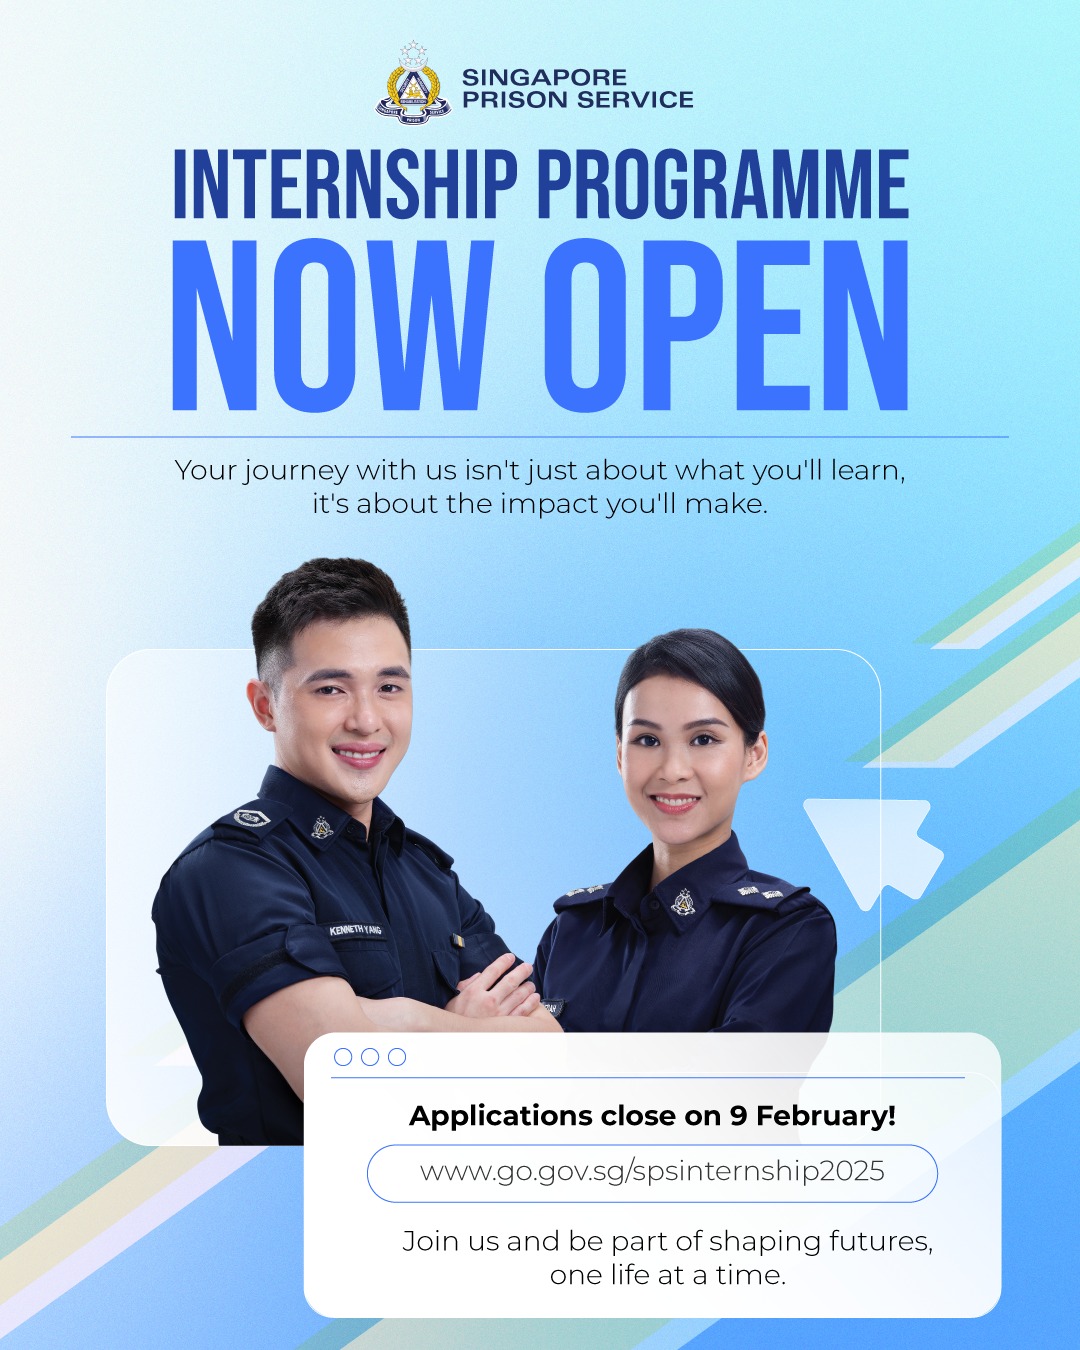 SINGAPORE
PRISON SERVICE
INTERNSHIP PROGRAMME
NOW OPEN
Your journey with us isn't just about what you'll learn,
it's about the impact you'll make.
KENNETH YANG
Applications close on 9 February!
www.go.gov.sg/spsinternship2025
Join us and be part of shaping futures,
one life at a time.